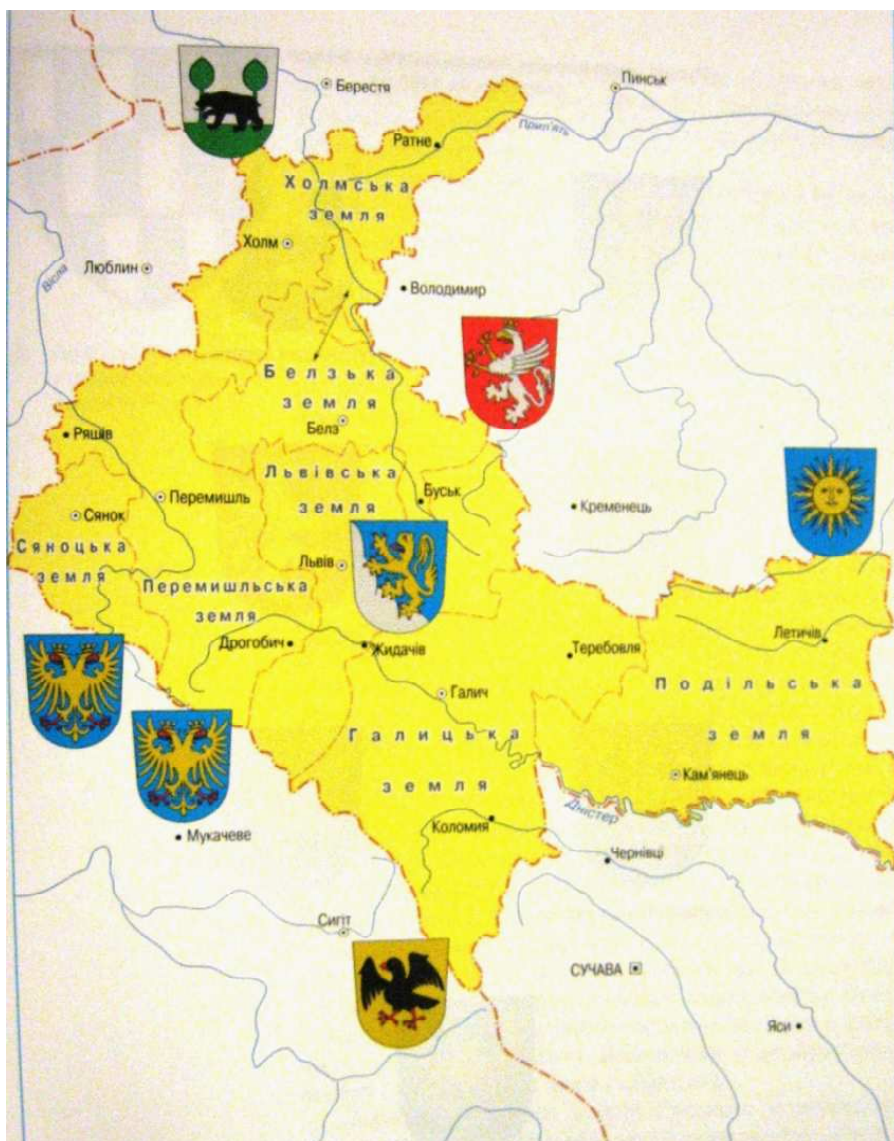 Берестя
Пинськ
Прип'ять
Ратне
Холмська
земля
Холм
Люблин
Вісла
Володимир
Белзька
земля
Белз
Ряшів
Львівська
земля
Буськ
Перемишль
Кременець
Сянок
Сяноцька
земля
Львів
Перемишльська
земля
Дрогобич
Жидачів
Теребовля
Летичів
Галич
Подільська
земля
Галицька
земля
Кам'янець
Дністер
Коломия
Мукачеве
Чернівці
Сигіт
СУЧАВА
Яси